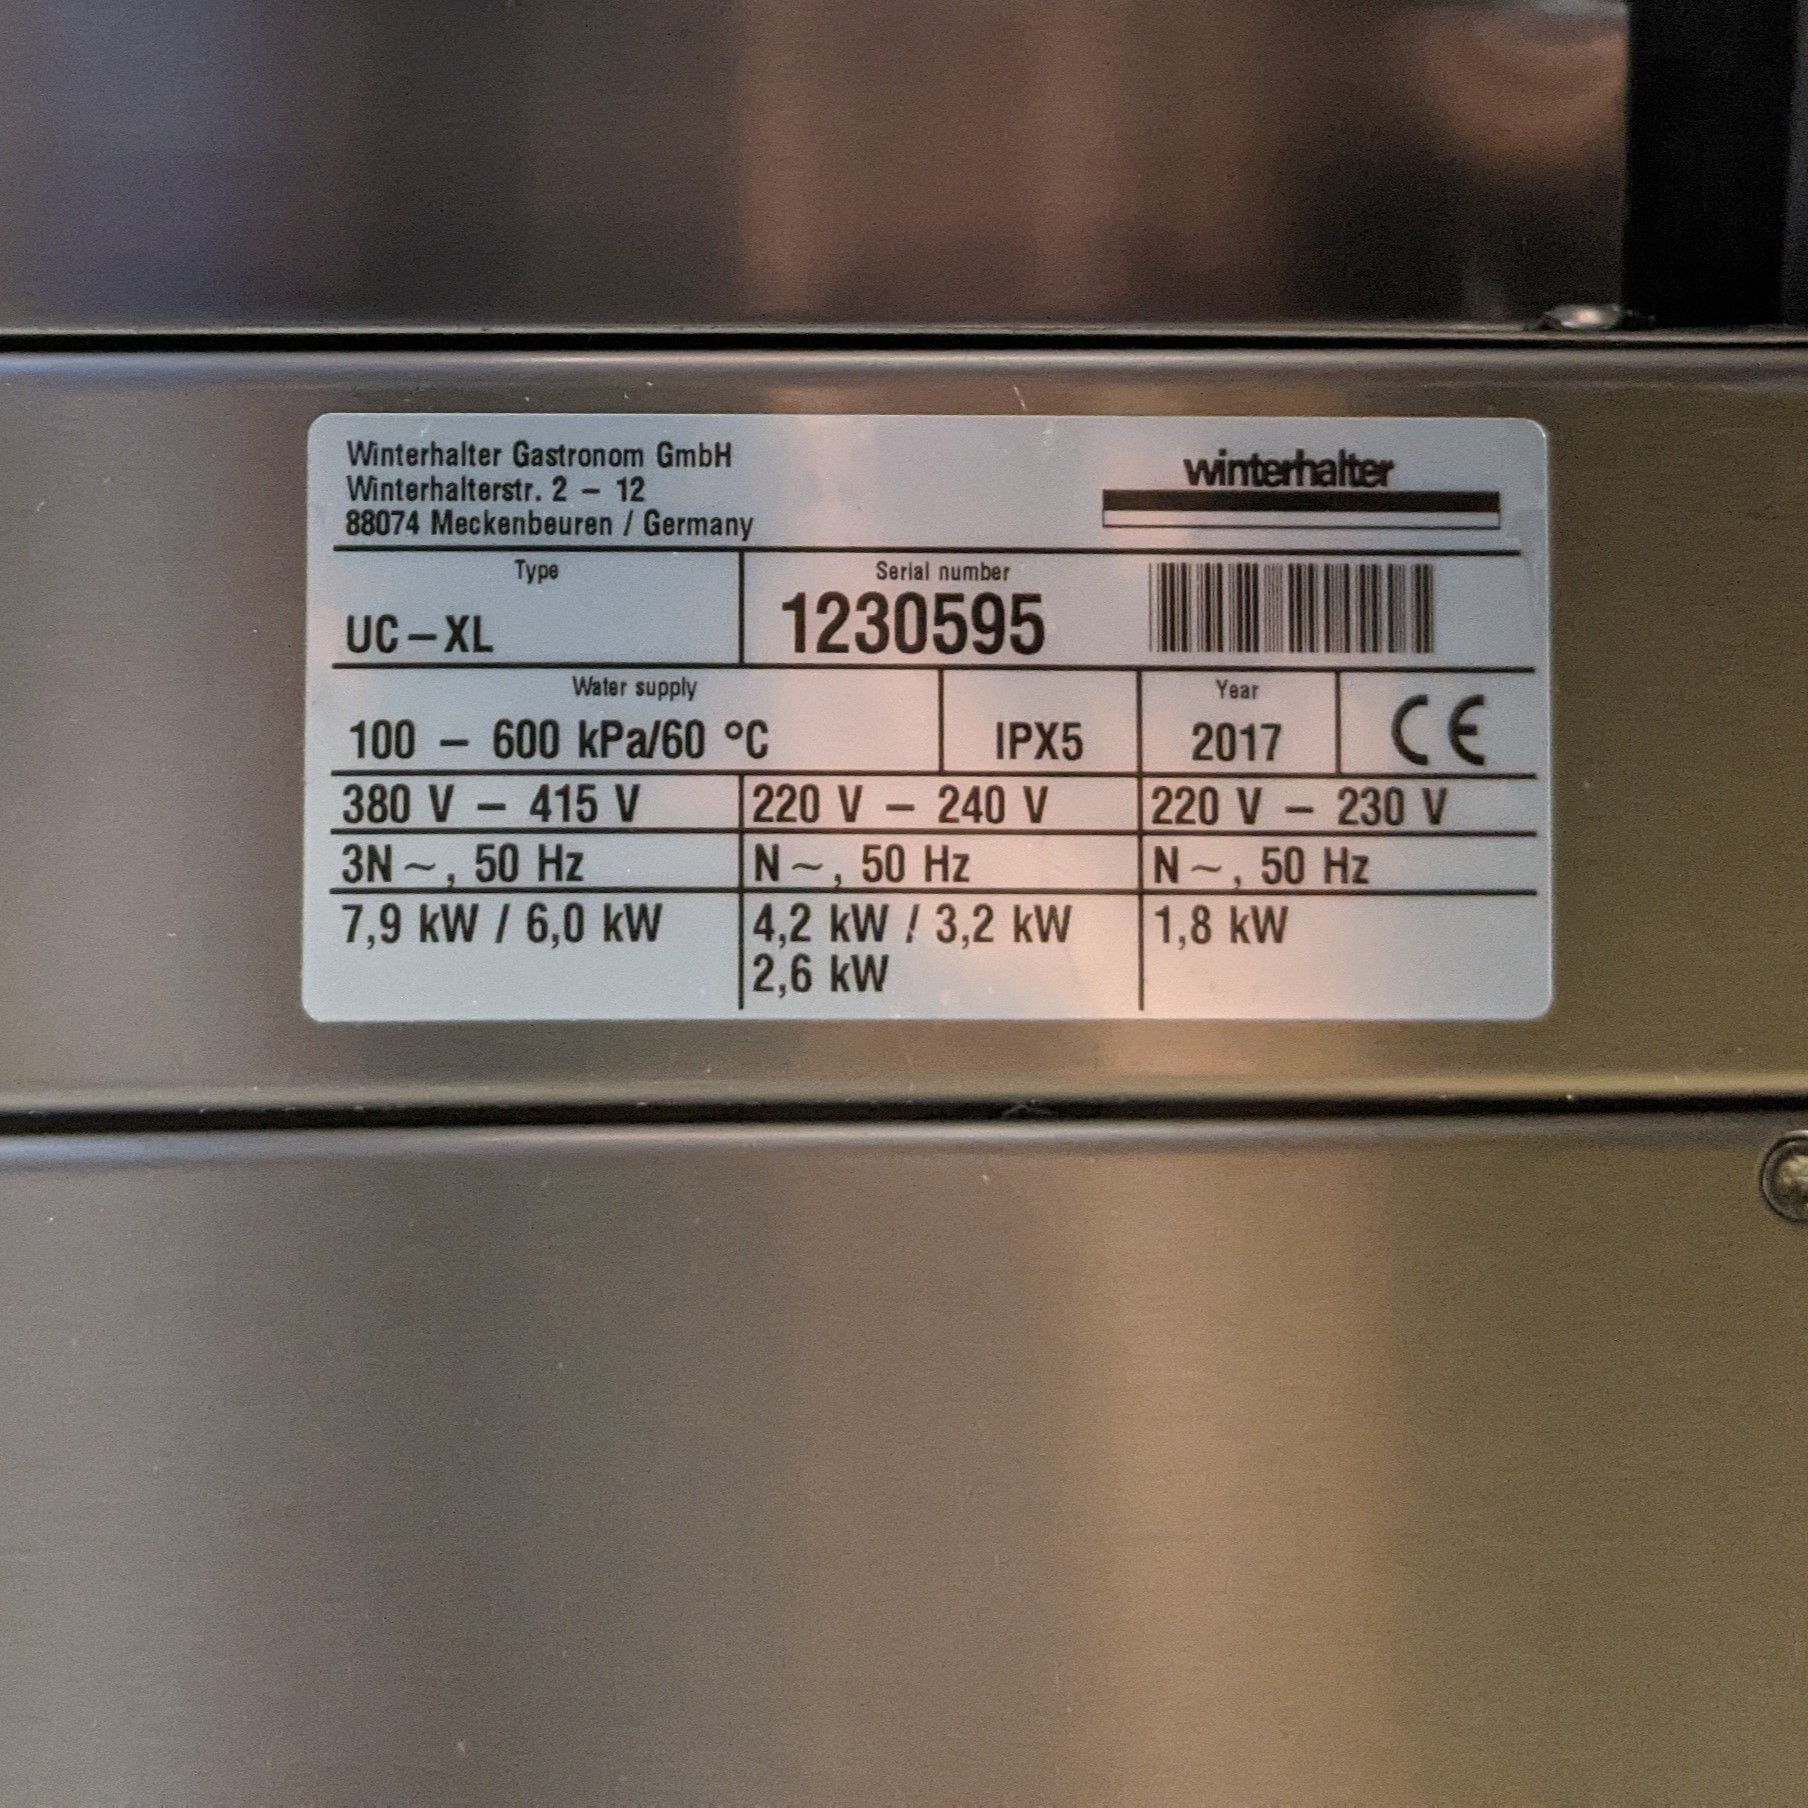 Winterhalter Gastronom GmbH
Winterhalterstr. 2 – 12
88074 Meckenbeuren / Germany
winterhalter
Type
UC–XL
Serial number
1230595
Water supply
100 – 600 kPa/60 °C
IPX5
Year
2017
CE
380 V – 415 V
220 V – 240 V
220 V – 230 V
3N ~, 50 Hz
N ~, 50 Hz
N ~, 50 Hz
7,9 kW / 6,0 kW
4,2 kW / 3,2 kW
2,6 kW
1,8 kW